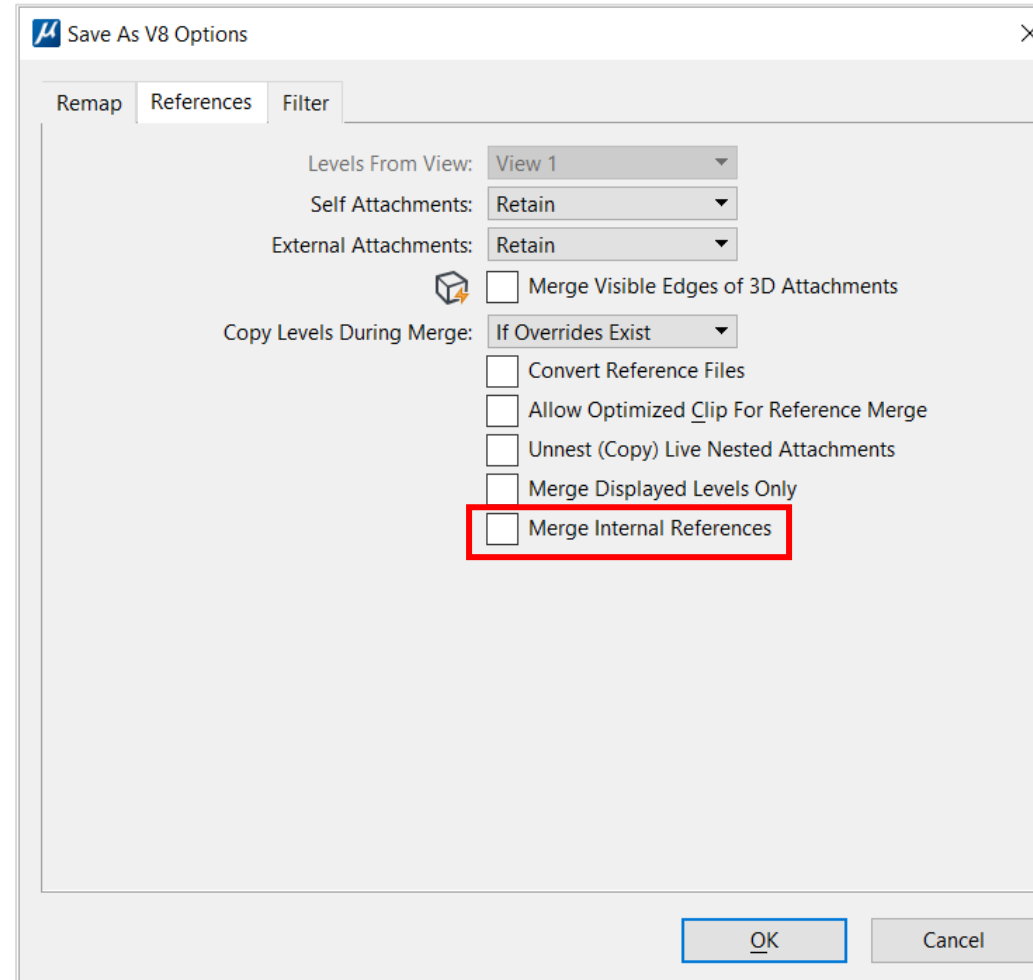 Save As V8 Options
Remap References Filter
Levels From View: View 1
Self Attachments: Retain
External Attachments: Retain
Merge Visible Edges of 3D Attachments
Copy Levels During Merge: If Overrides Exist
Convert Reference Files
Allow Optimized Clip For Reference Merge
Unnest (Copy) Live Nested Attachments
Merge Displayed Levels Only
Merge Internal References
OK Cancel